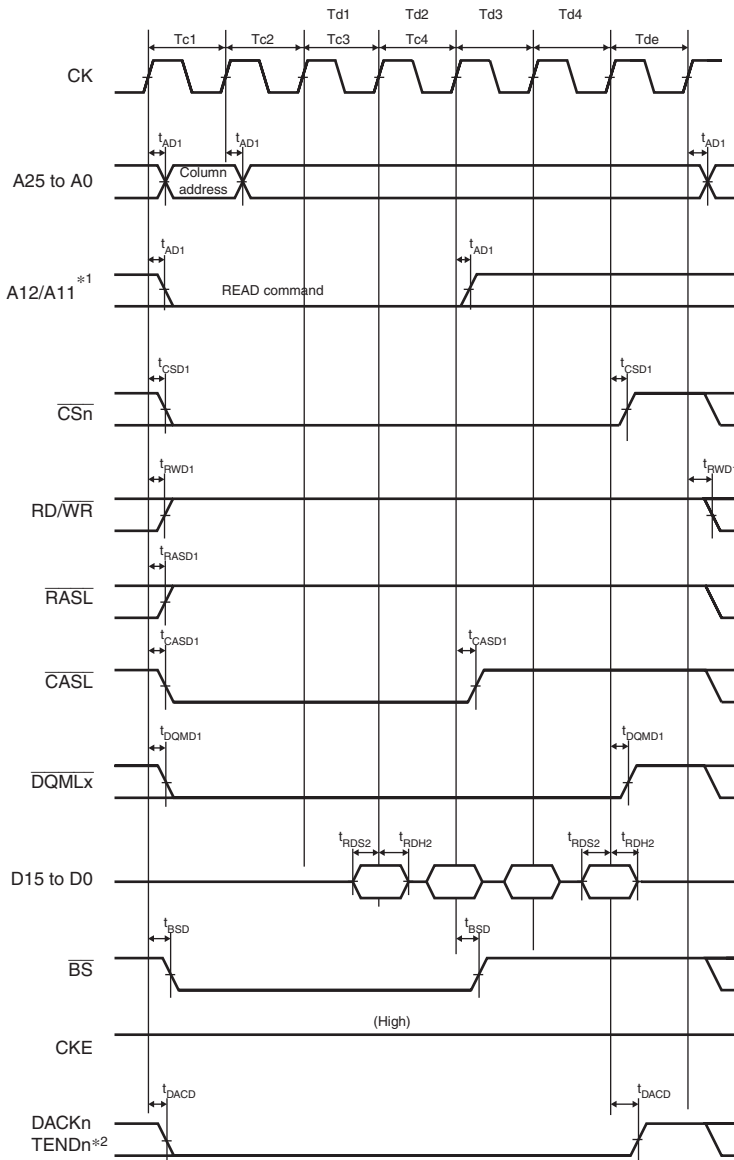 Td1 Td2 Td3 Td4
Tc1 Tc2 Tc3 Tc4 Tde
CK
tAD1 tAD1 tAD1
A25 to A0
Column
address
tAD1 tAD1
A12/A11 *1
READ command
tCSD1 tCSD1
CSn
tRWD1 tRWD1
RD/WR
tRASD1
RASL
tCASD1 tCASD1
CASL
tDQMD1 tDQMD1
DQMLx
tRDS2 tRDH2 tRDS2 tRDH2
D15 to D0
tBSD tBSD
BS
(High)
CKE
tDACD tDACD
DACKn
TENDn*2